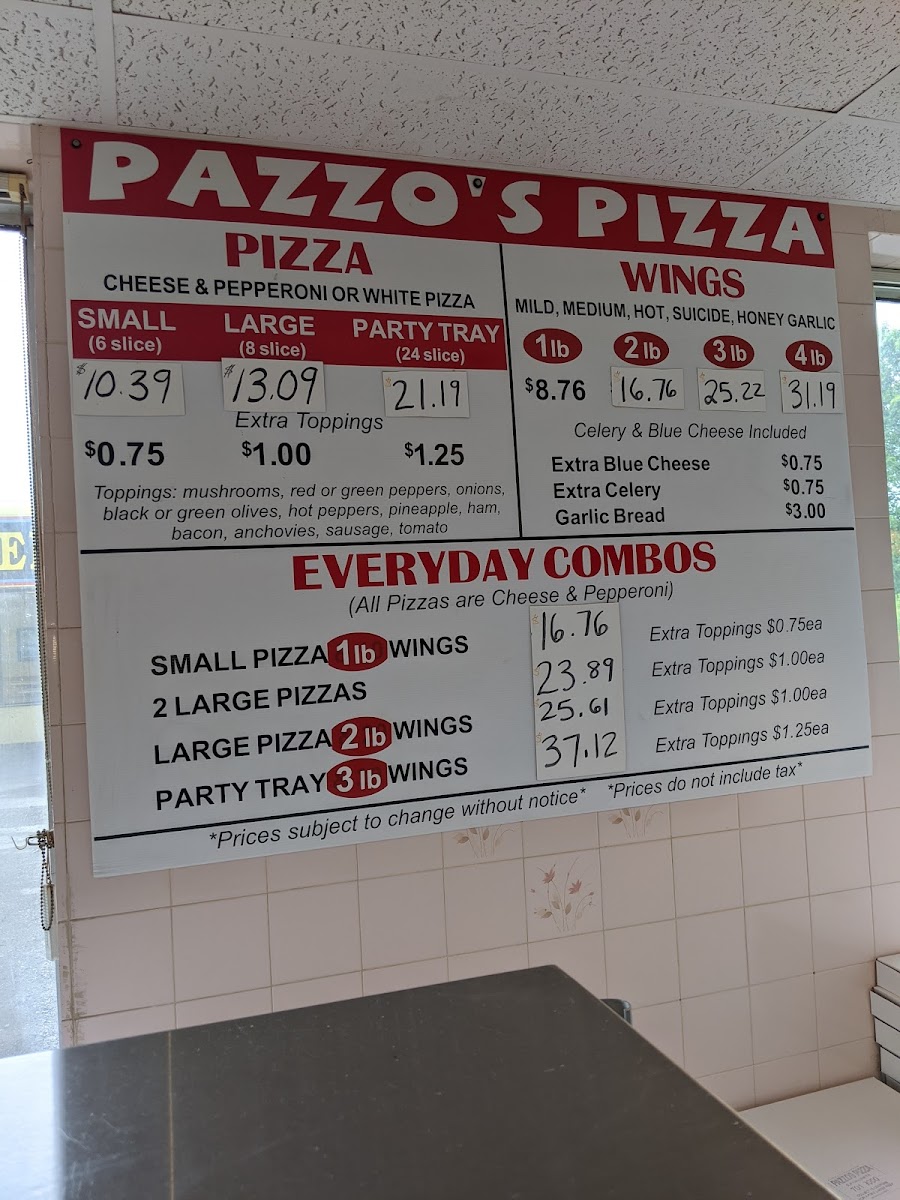 PAZZO'S PIZZA
PIZZA
CHEESE & PEPPERONI OR WHITE PIZZA
SMALL LARGE PARTY TRAY
(6 slice) (8 slice) (24 slice)
$10.39 $13.09 $21.19
Extra Toppings
$0.75 $1.00 $1.25
Toppings: mushrooms, red or green peppers, onions,
black or green olives, hot peppers, pineapple, ham,
bacon, anchovies, sausage, tomato
WINGS
MILD, MEDIUM, HOT, SUICIDE, HONEY GARLIC
1lb 2lb 3lb 4lb
$8.76 $16.76 $25.22 $31.19
Celery & Blue Cheese Included
Extra Blue Cheese $0.75
Extra Celery $0.75
Garlic Bread $3.00
EVERYDAY COMBOS
(All Pizzas are Cheese & Pepperoni)
SMALL PIZZA 1lb WINGS $16.76 Extra Toppings $0.75ea
2 LARGE PIZZAS $23.89 Extra Toppings $1.00ea
LARGE PIZZA 2lb WINGS $25.61 Extra Toppings $1.00ea
PARTY TRAY 3lb WINGS $37.12 Extra Toppings $1.25ea
*Prices subject to change without notice* *Prices do not include tax*
E
PAZZO'S PIZZA